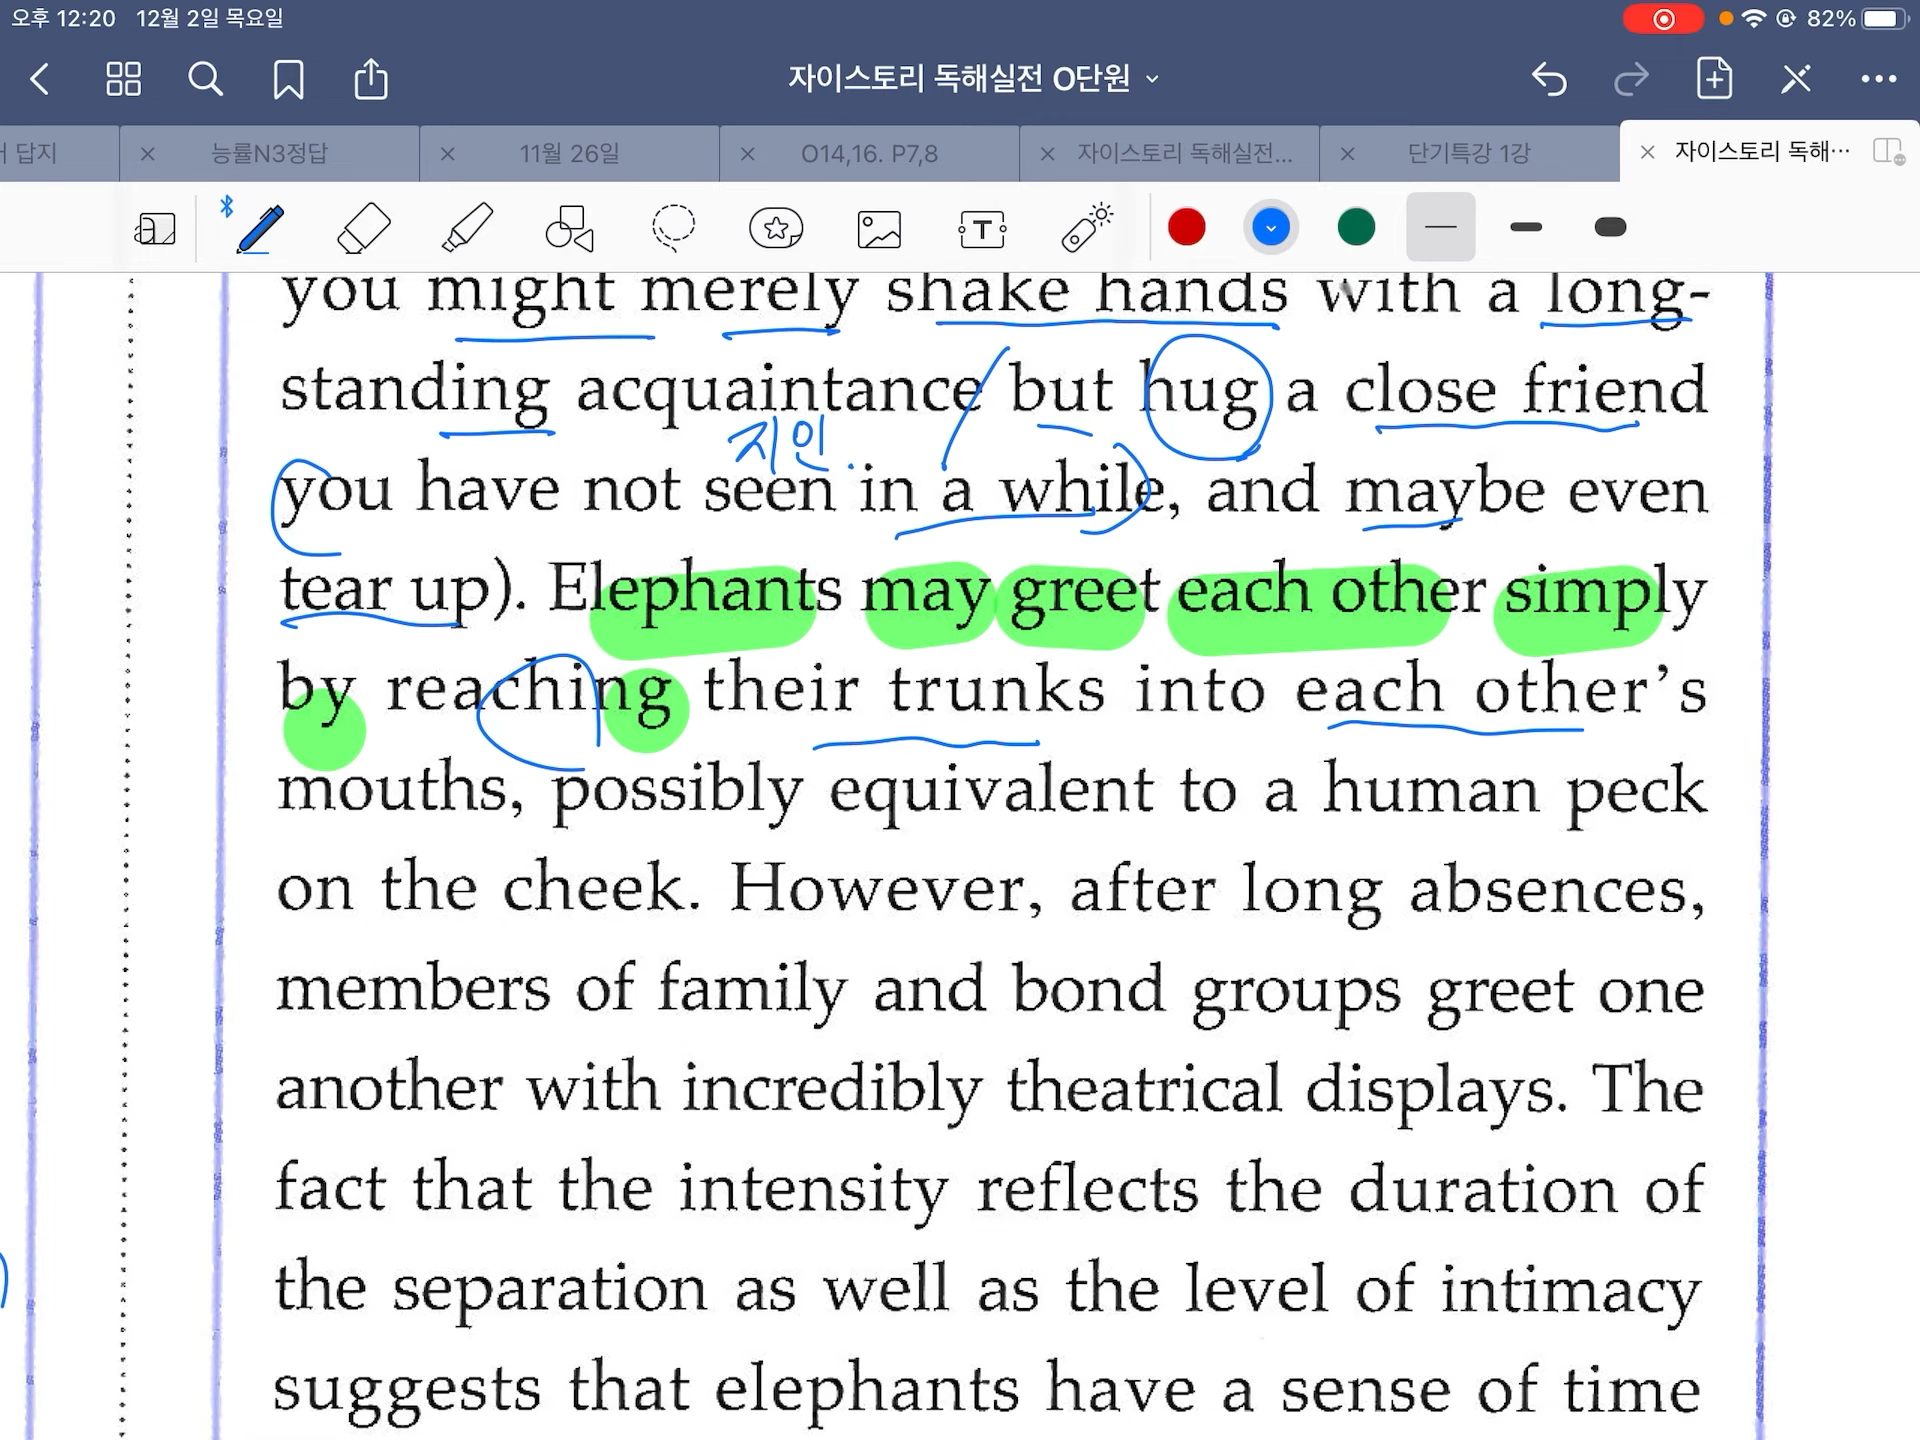 오후 12:20 12월 2일 목요일
82%
자이스토리 독해실전 O단원
답지
능률N3정답
11월 26일
O14,16. P7,8
자이스토리 독해실전...
단기특강 1강
자이스토리 독해...
you might merely shake hands with a long-
standing acquaintance but hug a close friend
지인
you have not seen in a while, and maybe even
tear up). Elephants may greet each other simply
by reaching their trunks into each other's
mouths, possibly equivalent to a human peck
on the cheek. However, after long absences,
members of family and bond groups greet one
another with incredibly theatrical displays. The
fact that the intensity reflects the duration of
the separation as well as the level of intimacy
suggests that elephants have a sense of time